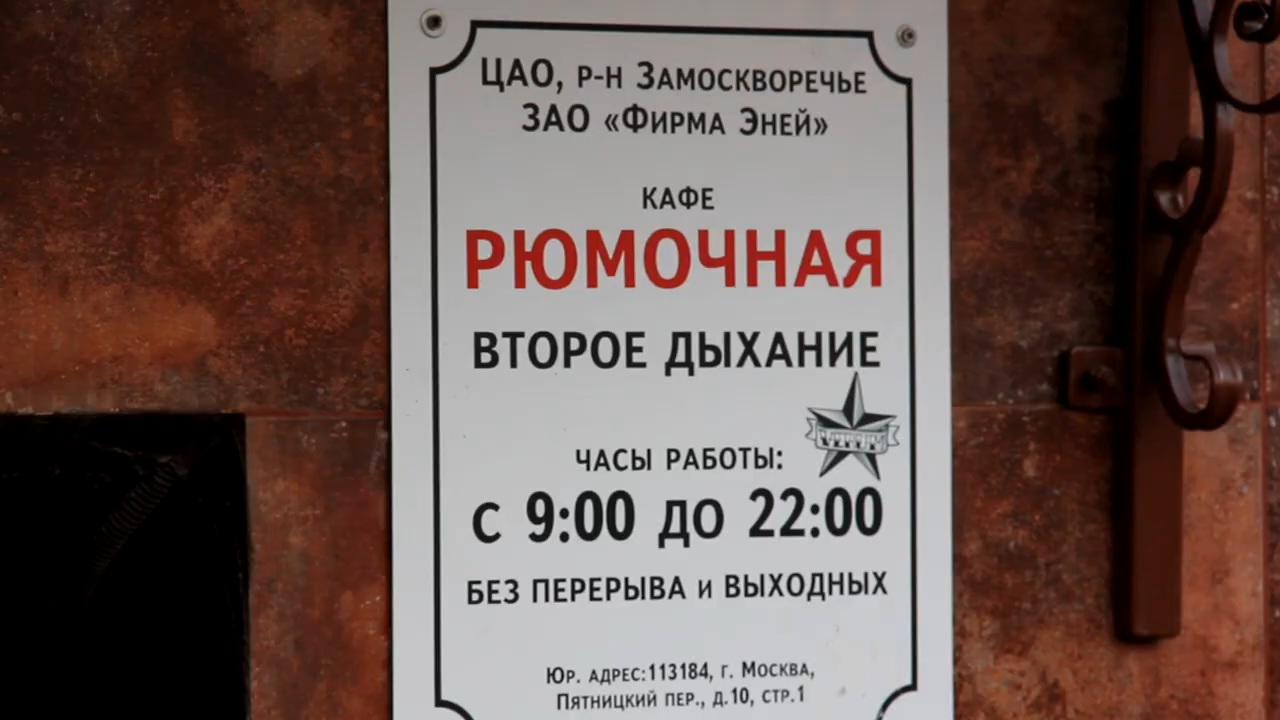 ЦАО, р-н Замоскворечье
ЗАО «Фирма Эней»
КАФЕ
РЮМОЧНАЯ
ВТОРОЕ ДЫХАНИЕ
ЧАСЫ РАБОТЫ:
С 9:00 ДО 22:00
БЕЗ ПЕРЕРЫВА и ВЫХОДНЫХ
Юр. адрес:113184, г. Москва,
Пятницкий пер., д.10, стр.1